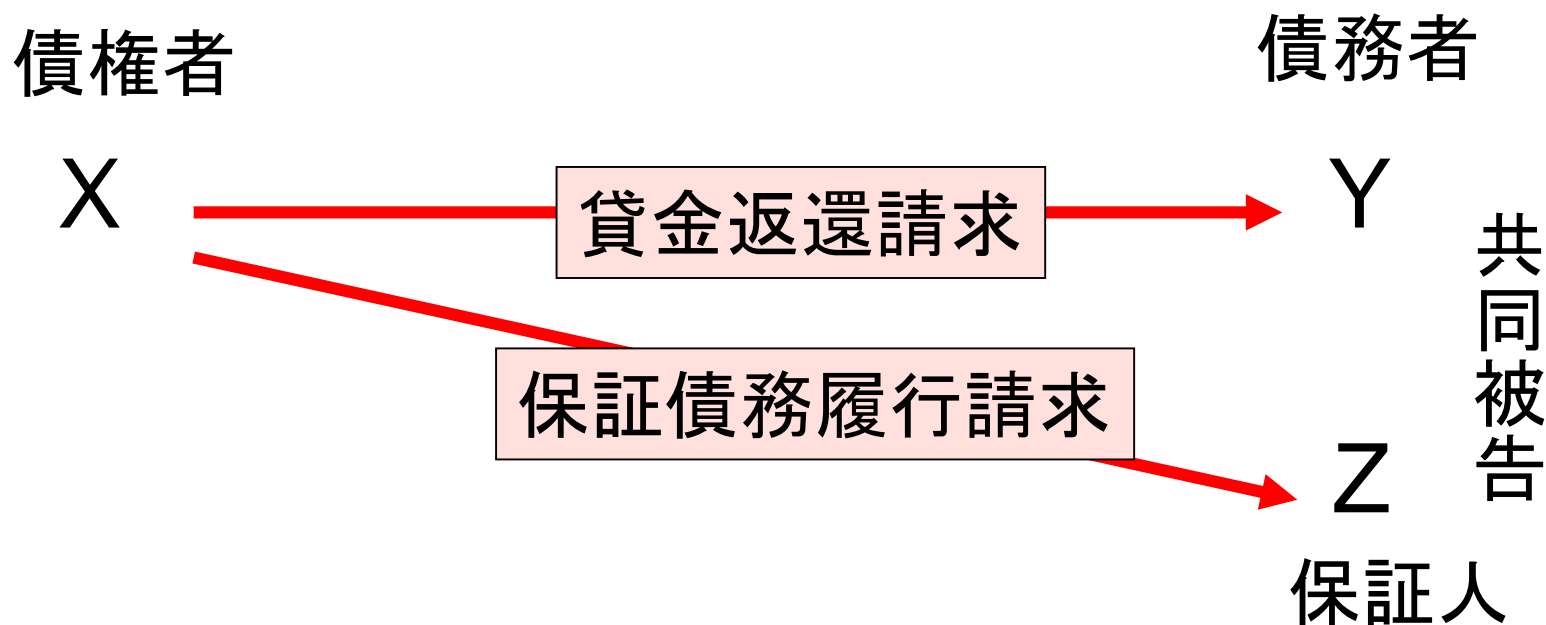 債権者
債務者
X
Y
貸金返還請求
共同被告
保証債務履行請求
Z
保証人